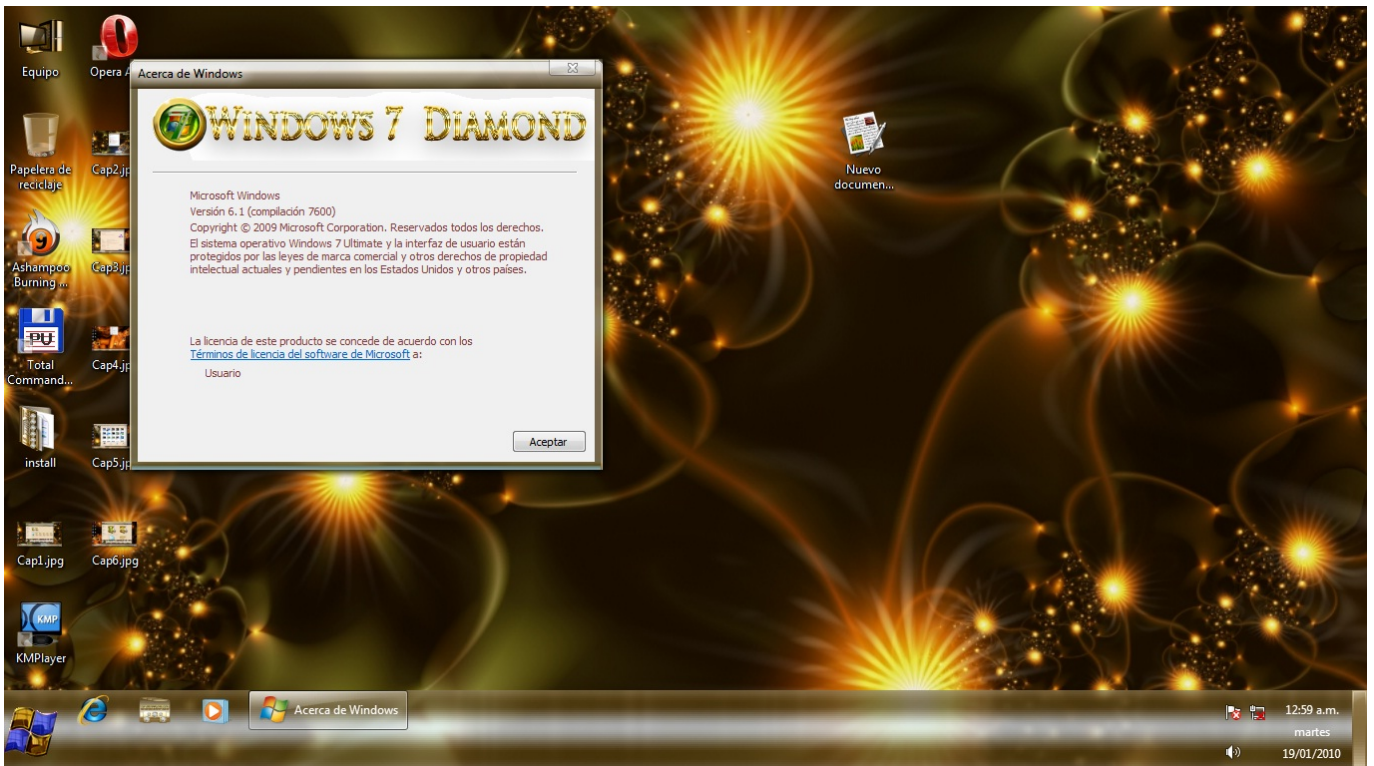 Equipo
Opera A
Papelera de
reciclaje
Cap2.jp
Ashampoo
Burning ...
Cap3.jp
PU
Total
Command...
Cap4.jp
install
Cap5.jp
Cap1.jpg
Cap6.jpg
KMP
KMPlayer
Acerca de Windows
WINDOWS 7 DIAMOND
Microsoft Windows
Versión 6.1 (compilación 7600)
Copyright © 2009 Microsoft Corporation. Reservados todos los derechos.
El sistema operativo Windows 7 Ultimate y la interfaz de usuario están
protegidos por las leyes de marca comercial y otros derechos de propiedad
intelectual actuales y pendientes en los Estados Unidos y otros países.
La licencia de este producto se concede de acuerdo con los
Términos de licencia del software de Microsoft a:
Usuario
Aceptar
Nuevo
documen...
Acerca de Windows
12:59 a.m.
martes
19/01/2010